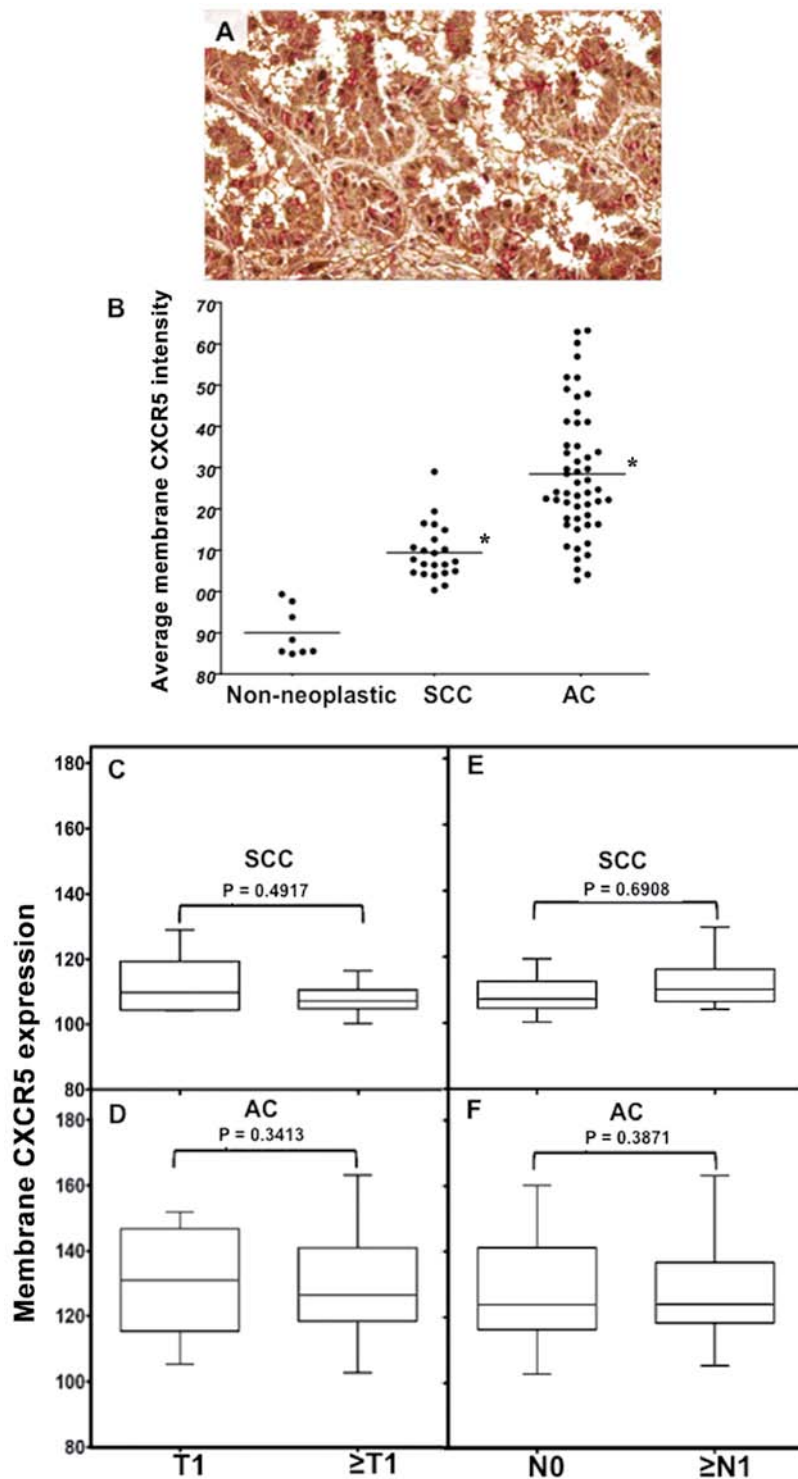 A
B
Average membrane CXCR5 intensity
70
60
50
40
30
20
10
00
90
80
*
*
Non-neoplastic SCC AC
Membrane CXCR5 expression
C
SCC
P = 0.4917
180
160
140
120
100
80
E
SCC
P = 0.6908
D
AC
P = 0.3413
180
160
130
120
100
80
F
AC
P = 0.3871
T1 ≥T1 N0 ≥N1